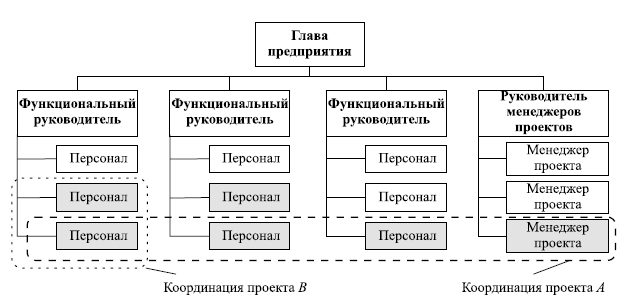 Глава
предприятия
Функциональный
руководитель
Функциональный
руководитель
Функциональный
руководитель
Руководитель
менеджеров
проектов
Персонал
Персонал
Персонал
Менеджер
проекта
Персонал
Персонал
Персонал
Менеджер
проекта
Персонал
Персонал
Персонал
Менеджер
проекта
Координация проекта B
Координация проекта A